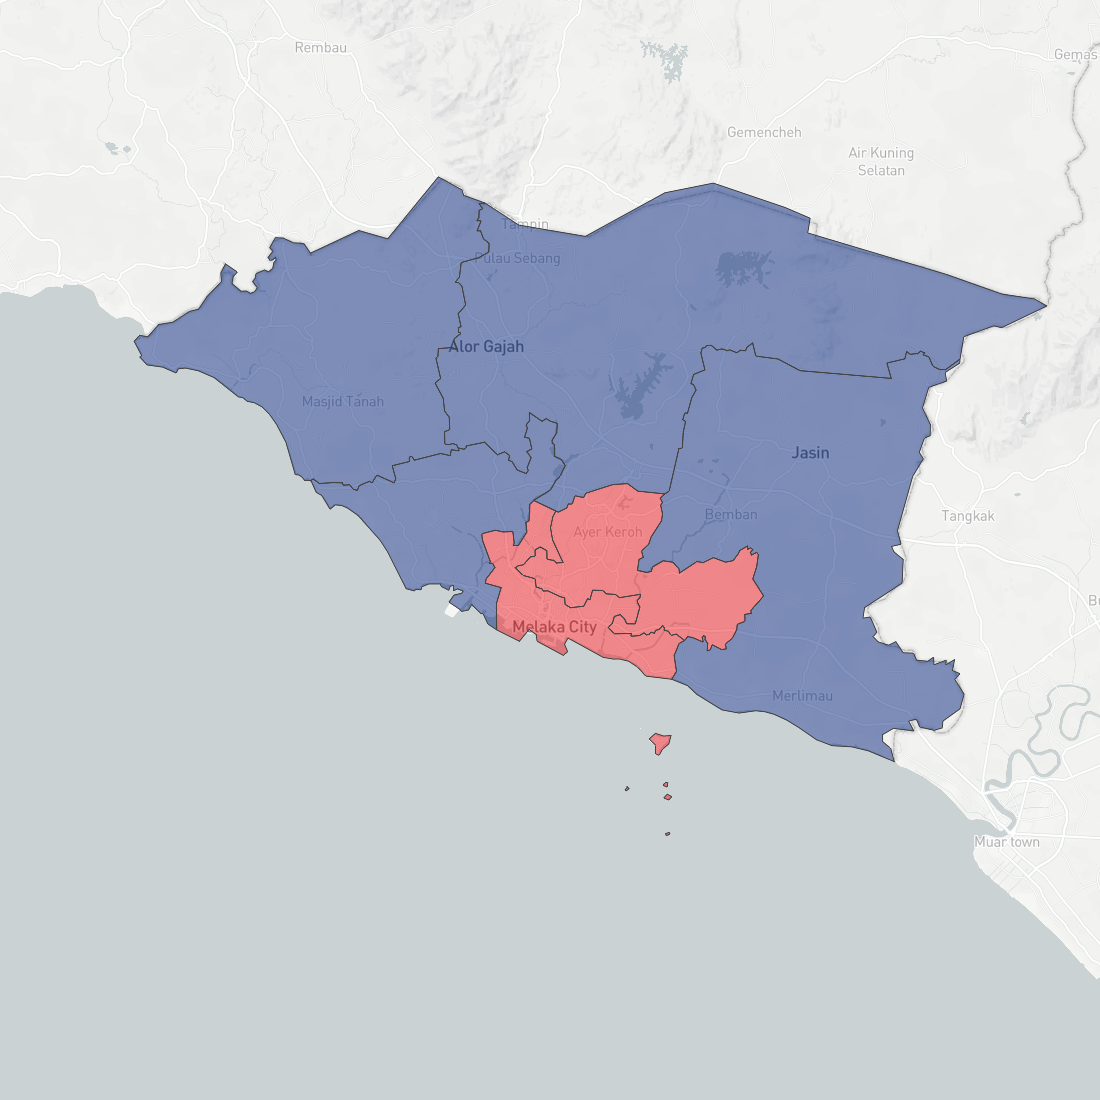 Rembau
Gemas
Gemencheh
Air Kuning
Selatan
Tampin
Pulau Sebang
Alor Gajah
Masjid Tanah
Jasin
Bemban
Tangkak
Ayer Keroh
Melaka City
Merlimau
Muar town